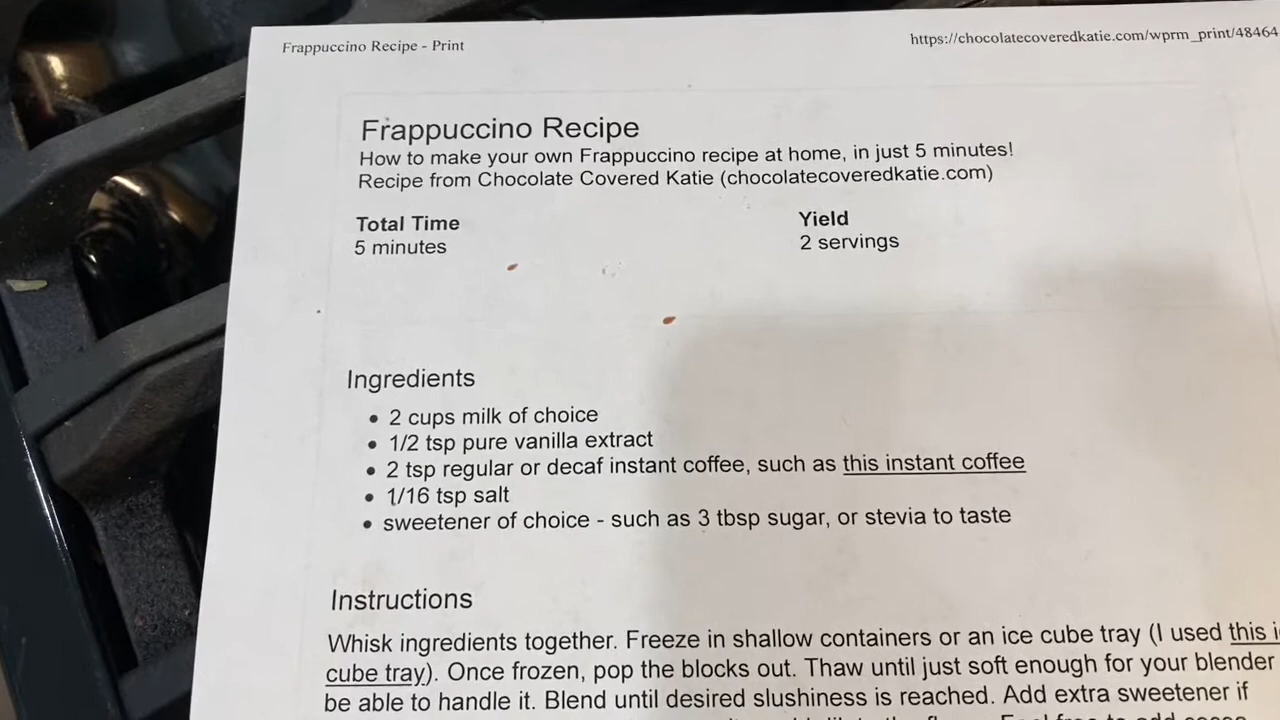 Frappuccino Recipe - Print
https://chocolatecoveredkatie.com/wprm_print/48464
Frappuccino Recipe
How to make your own Frappuccino recipe at home, in just 5 minutes!
Recipe from Chocolate Covered Katie (chocolatecoveredkatie.com)
Total Time
5 minutes
Yield
2 servings
Ingredients
• 2 cups milk of choice
• 1/2 tsp pure vanilla extract
• 2 tsp regular or decaf instant coffee, such as this instant coffee
• 1/16 tsp salt
• sweetener of choice - such as 3 tbsp sugar, or stevia to taste
Instructions
Whisk ingredients together. Freeze in shallow containers or an ice cube tray (I used this
cube tray). Once frozen, pop the blocks out. Thaw until just soft enough for your blender
be able to handle it. Blend until desired slushiness is reached. Add extra sweetener if